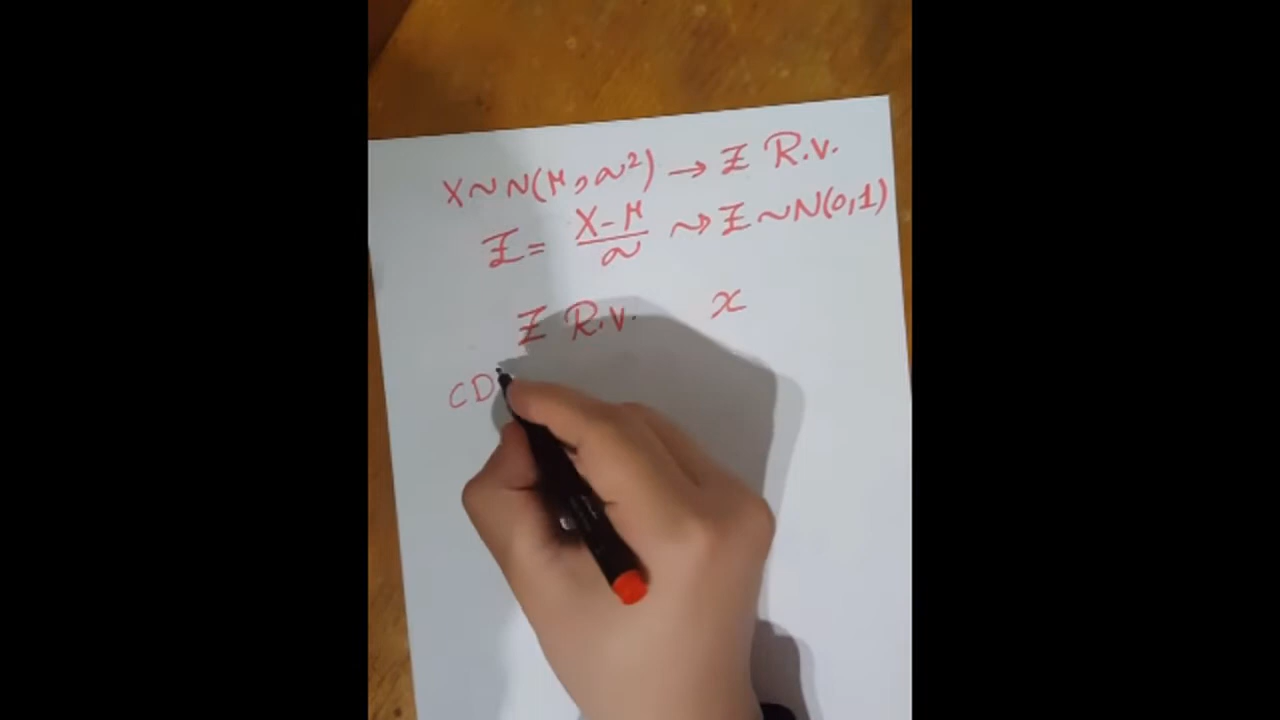 X~N(μ,σ²) → Z R.v.
Z = (X-μ)/σ ⇝ Z~N(0,1)
Z R.v. x
CD